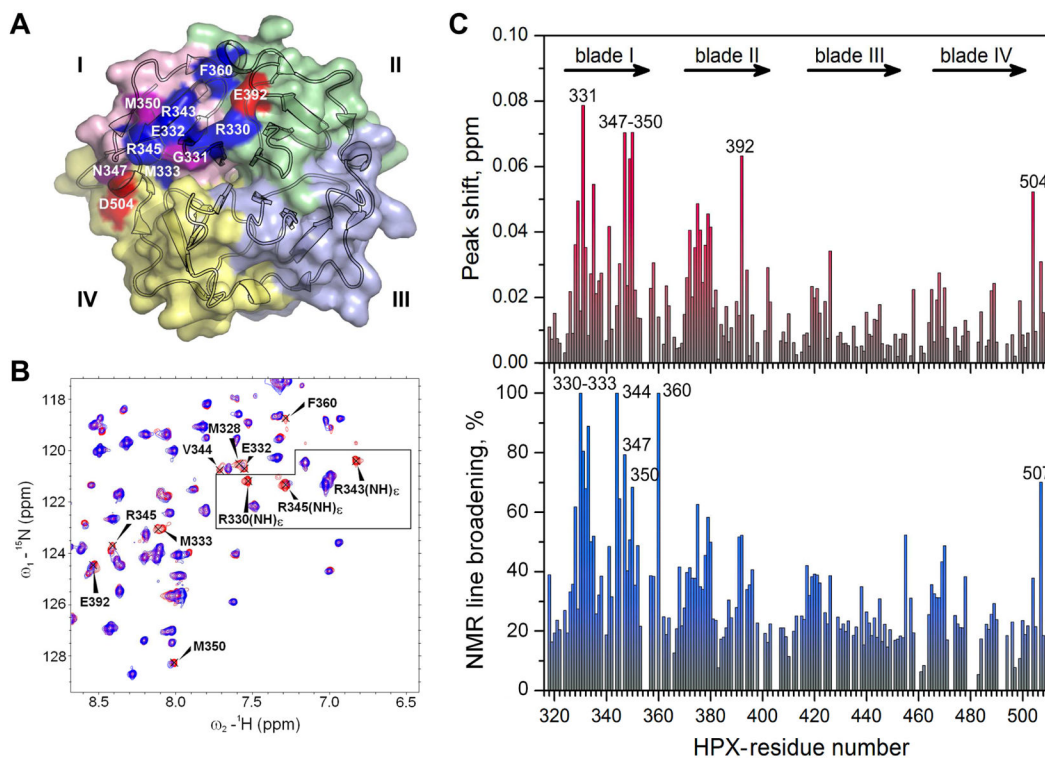 A
I
II
F360
E392
M350
R343
E332
R330
R345
G331
N347
M333
D504
IV
III
B
118
120
122
124
126
128
ω₁ - ¹⁵N (ppm)
F360
M328
V344
E332
R343(NH)ε
R345(NH)ε
R345
R330(NH)ε
M333
E392
M350
8.5
8.0
7.5
7.0
6.5
ω₂ -¹H (ppm)
C
0.10
0.08
0.06
0.04
0.02
0.00
Peak shift, ppm
blade I
blade II
blade III
blade IV
331
347-350
392
504
100
80
60
40
20
0
NMR line broadening, %
330-333
344
360
347
350
507
320
340
360
380
400
420
440
460
480
500
HPX-residue number